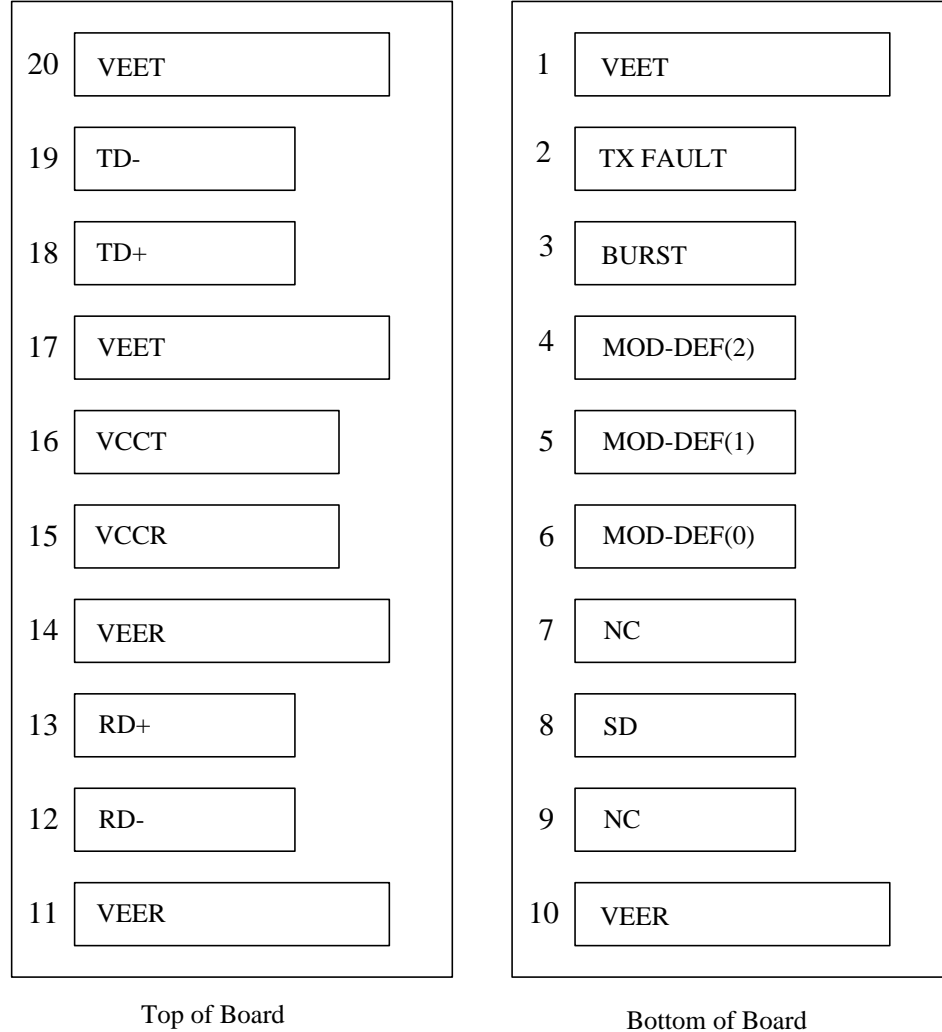 20 VEET
19 TD-
18 TD+
17 VEET
16 VCCT
15 VCCR
14 VEER
13 RD+
12 RD-
11 VEER
Top of Board
1 VEET
2 TX FAULT
3 BURST
4 MOD-DEF(2)
5 MOD-DEF(1)
6 MOD-DEF(0)
7 NC
8 SD
9 NC
10 VEER
Bottom of Board